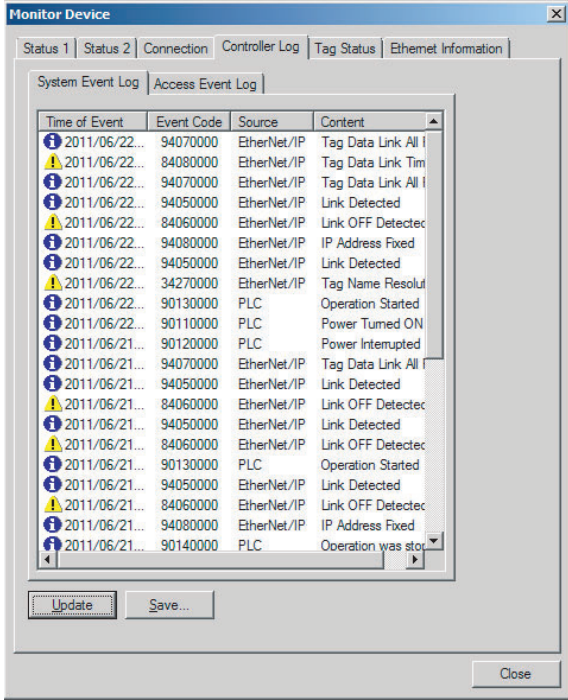 Monitor Device
Status 1 Status 2 Connection Controller Log Tag Status Ethernet Information
System Event Log Access Event Log
Time of Event Event Code Source Content
2011/06/22... 94070000 EtherNet/IP Tag Data Link All
2011/06/22... 84080000 EtherNet/IP Tag Data Link Tim
2011/06/22... 94070000 EtherNet/IP Tag Data Link All
2011/06/22... 94050000 EtherNet/IP Link Detected
2011/06/22... 84060000 EtherNet/IP Link OFF Detected
2011/06/22... 94080000 EtherNet/IP IP Address Fixed
2011/06/22... 94050000 EtherNet/IP Link Detected
2011/06/22... 34270000 EtherNet/IP Tag Name Resolut
2011/06/22... 90130000 PLC Operation Started
2011/06/22... 90110000 PLC Power Turned ON
2011/06/21... 90120000 PLC Power Interrupted
2011/06/21... 94070000 EtherNet/IP Tag Data Link All
2011/06/21... 94050000 EtherNet/IP Link Detected
2011/06/21... 84060000 EtherNet/IP Link OFF Detected
2011/06/21... 94050000 EtherNet/IP Link Detected
2011/06/21... 84060000 EtherNet/IP Link OFF Detected
2011/06/21... 90130000 PLC Operation Started
2011/06/21... 94050000 EtherNet/IP Link Detected
2011/06/21... 84060000 EtherNet/IP Link OFF Detected
2011/06/21... 94080000 EtherNet/IP IP Address Fixed
2011/06/21... 90140000 PLC Operation was stop
Update Save...
Close